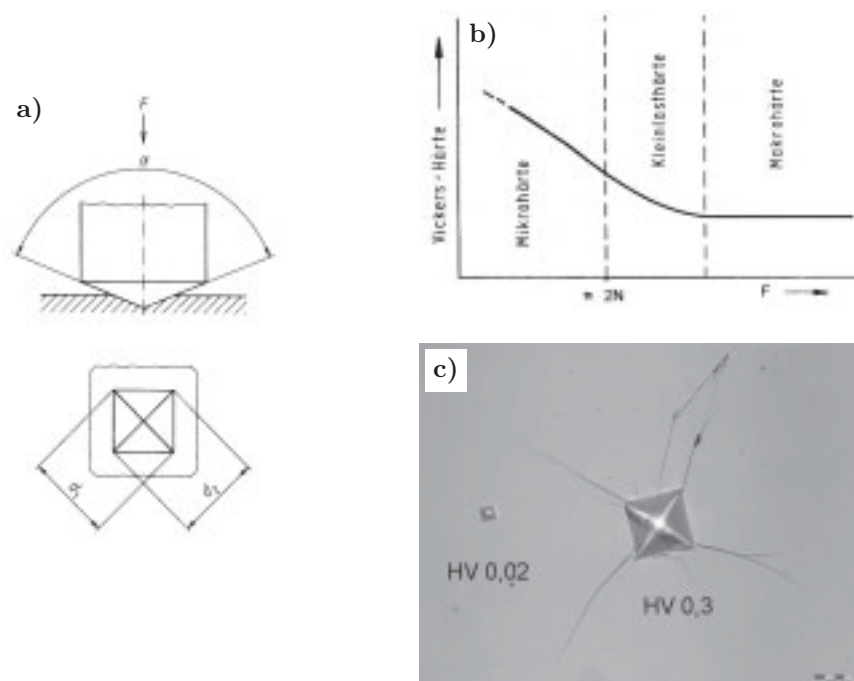 a)
F
α
d₁
d₂
b)
Vickers-Härte
Mikrohärte
Kleinlasthärte
Makrohärte
≈ 2N
F
c)
HV 0,02
HV 0,3